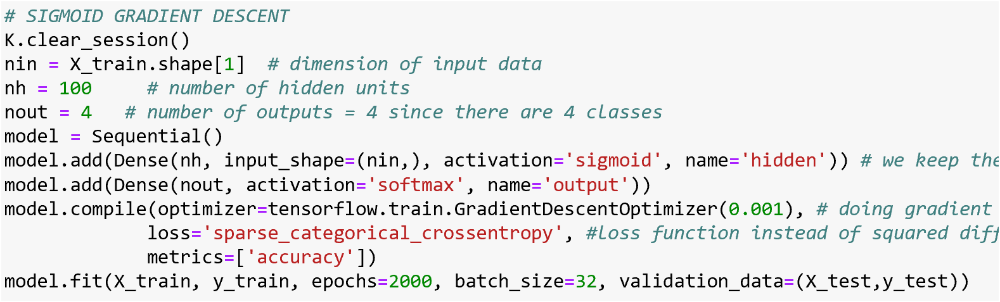 # SIGMOID GRADIENT DESCENT
K.clear_session()
nin = X_train.shape[1]  # dimension of input data
nh = 100     # number of hidden units
nout = 4   # number of outputs = 4 since there are 4 classes
model = Sequential()
model.add(Dense(nh, input_shape=(nin,), activation='sigmoid', name='hidden')) # we keep the
model.add(Dense(nout, activation='softmax', name='output'))
model.compile(optimizer=tensorflow.train.GradientDescentOptimizer(0.001), # doing gradient
             loss='sparse_categorical_crossentropy', #loss function instead of squared diff
             metrics=['accuracy'])
model.fit(X_train, y_train, epochs=2000, batch_size=32, validation_data=(X_test,y_test))